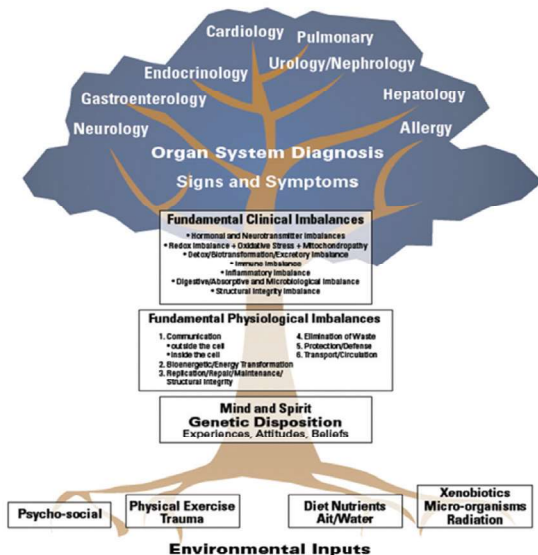 Cardiology
Pulmonary
Urology/Nephrology
Endocrinology
Hepatology
Gastroenterology
Neurology
Allergy
Organ System Diagnosis
Signs and Symptoms
Fundamental Clinical Imbalances
• Hormonal and Neurotransmitter Imbalances
• Redox Imbalance + Oxidative Stress + Mitochondropathy
• Detox/Biotransformation/Excretory Imbalance
• Immune Imbalance
• Inflammatory Imbalance
• Digestive/Absorptive and Microbiological Imbalance
• Structural Integrity Imbalance
Fundamental Physiological Imbalances
1. Communication
• outside the cell
• inside the cell
2. Bioenergetic/Energy Transformation
3. Replication/Repair/Maintenance/
Structural Integrity
4. Elimination of Waste
5. Protection/Defense
6. Transport/Circulation
Mind and Spirit
Genetic Disposition
Experiences, Attitudes, Beliefs
Psycho-social
Physical Exercise
Trauma
Diet Nutrients
Ait/Water
Xenobiotics
Micro-organisms
Radiation
Environmental Inputs